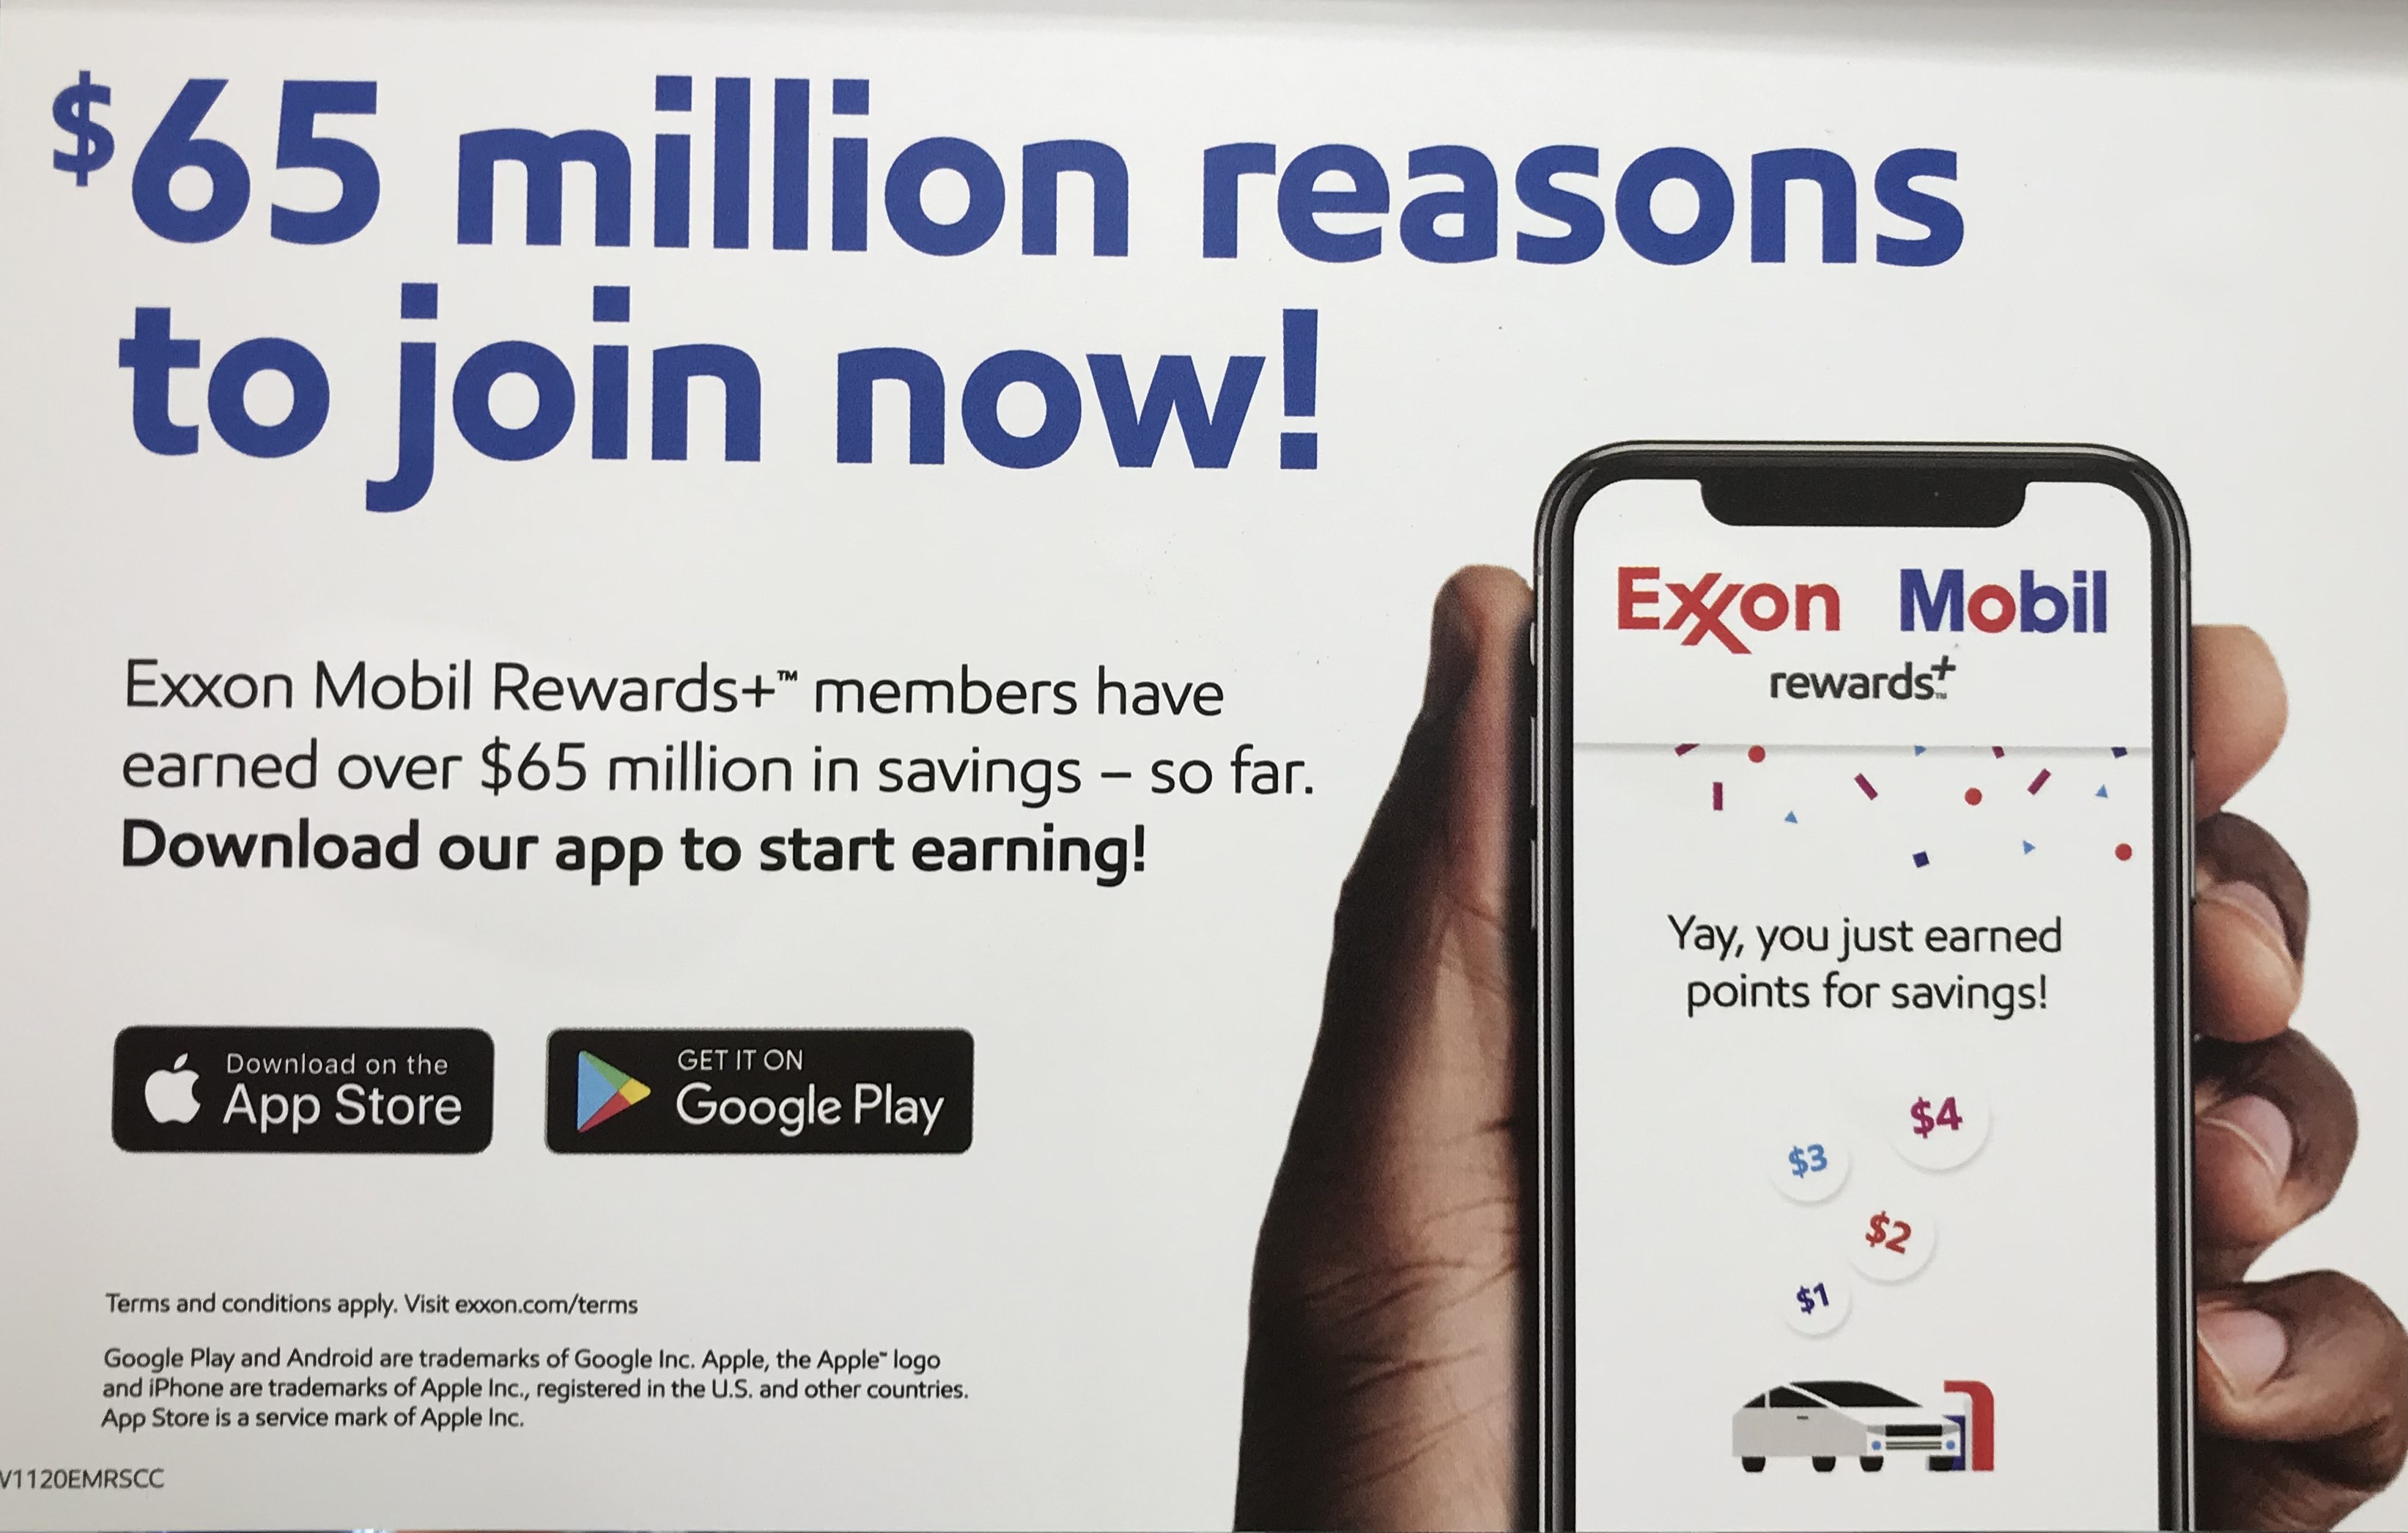 $65 million reasons
to join now!
Exxon Mobil Rewards+™ members have
earned over $65 million in savings – so far.
Download our app to start earning!
Download on the
App Store
GET IT ON
Google Play
Terms and conditions apply. Visit exxon.com/terms
Google Play and Android are trademarks of Google Inc. Apple, the Apple™ logo
and iPhone are trademarks of Apple Inc., registered in the U.S. and other countries.
App Store is a service mark of Apple Inc.
V1120EMRSCC
Exxon Mobil
rewards+™
Yay, you just earned
points for savings!
$4
$3
$2
$1